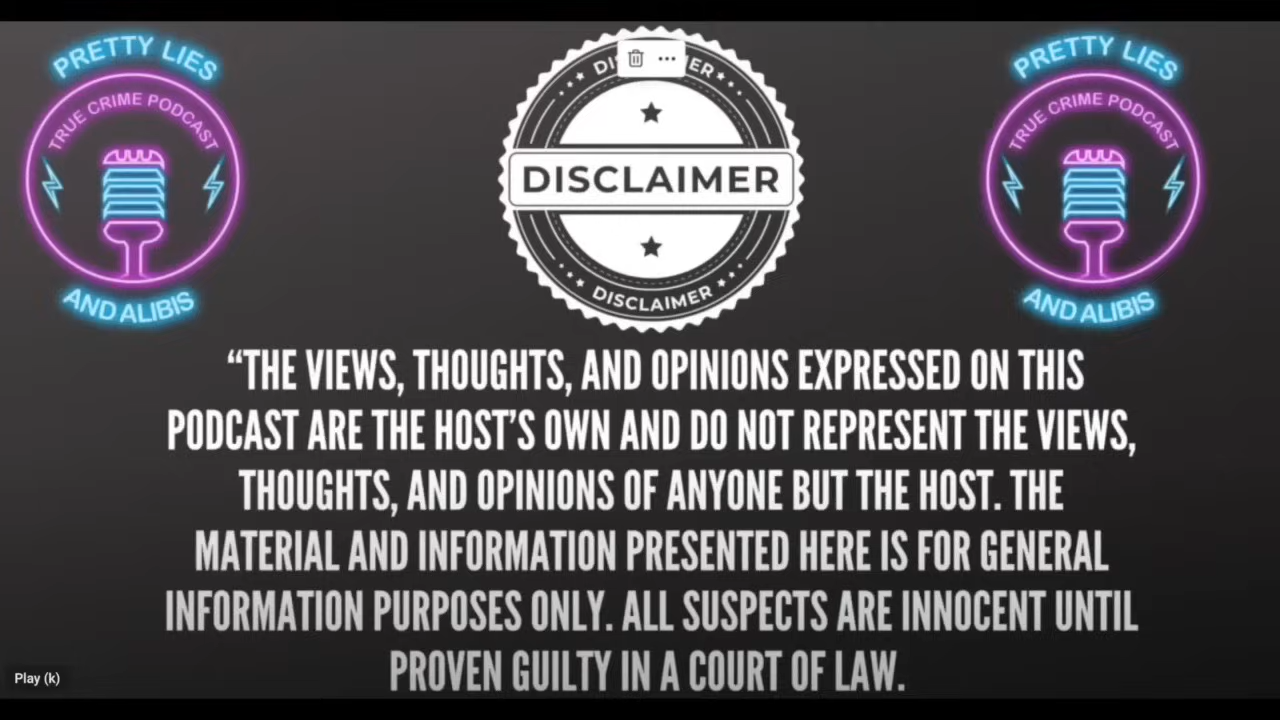 PRETTY LIES
TRUE CRIME PODCAST
AND ALIBIS
DISCLAIMER
DISCLAIMER
PRETTY LIES
TRUE CRIME PODCAST
AND ALIBIS
“THE VIEWS, THOUGHTS, AND OPINIONS EXPRESSED ON THIS
PODCAST ARE THE HOST’S OWN AND DO NOT REPRESENT THE VIEWS,
THOUGHTS, AND OPINIONS OF ANYONE BUT THE HOST. THE
MATERIAL AND INFORMATION PRESENTED HERE IS FOR GENERAL
INFORMATION PURPOSES ONLY. ALL SUSPECTS ARE INNOCENT UNTIL
PROVEN GUILTY IN A COURT OF LAW.
Play (k)